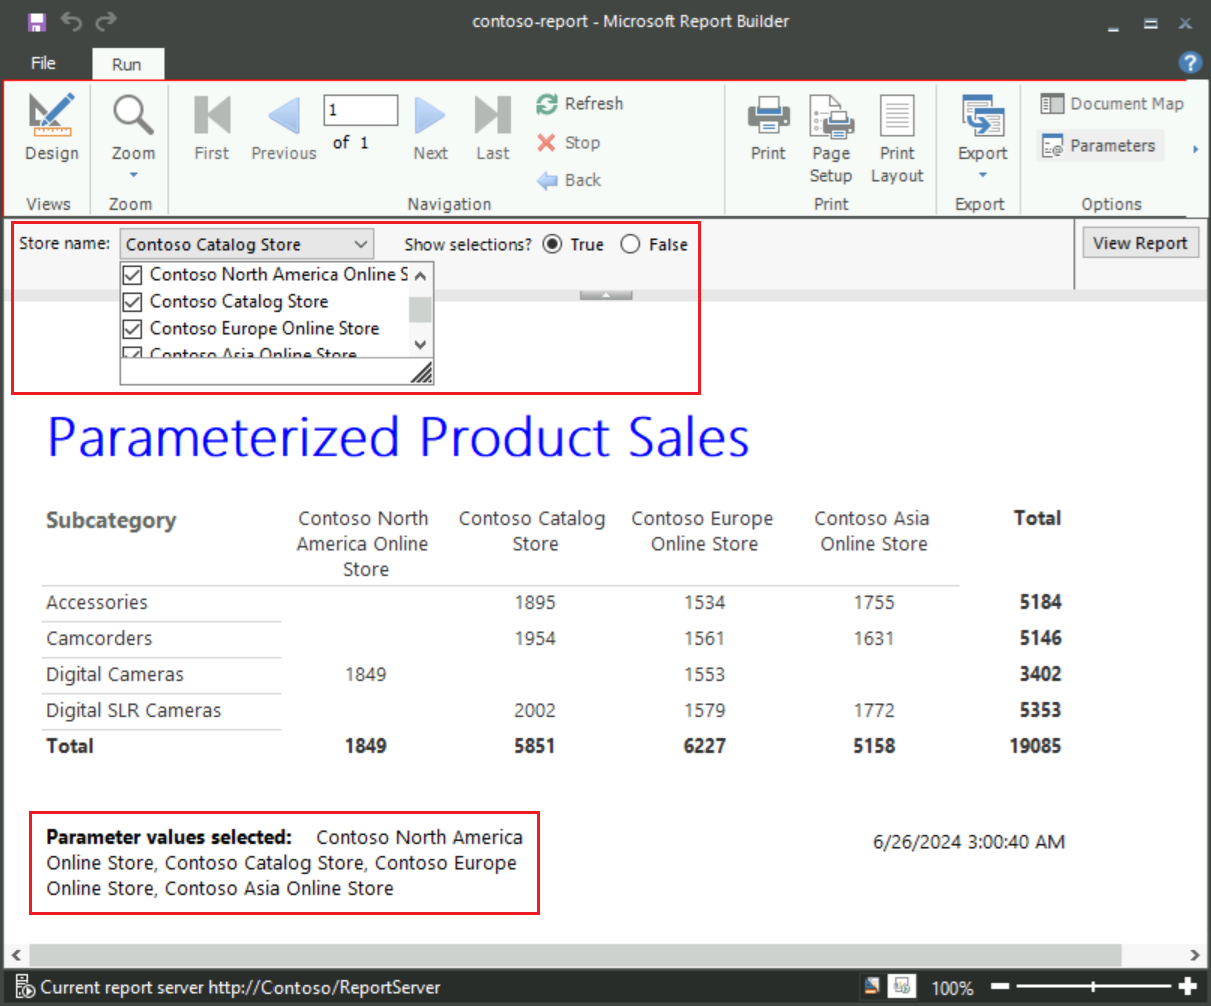 contoso-report - Microsoft Report Builder
File
Run
?
Design
Views
Zoom
Zoom
First
Previous
1
of 1
Next
Last
Refresh
Stop
Back
Navigation
Print
Page
Setup
Print
Layout
Print
Export
Export
Document Map
Parameters
Options
Store name: Contoso Catalog Store Show selections? True False View Report
Contoso North America Online S
Contoso Catalog Store
Contoso Europe Online Store
Contoso Asia Online Store
Parameterized Product Sales
Subcategory Contoso North Contoso Catalog Contoso Europe Contoso Asia Total
America Online Store Online Store Online Store
Store
Accessories 1895 1534 1755 5184
Camcorders 1954 1561 1631 5146
Digital Cameras 1849 1553 3402
Digital SLR Cameras 2002 1579 1772 5353
Total 1849 5851 6227 5158 19085
Parameter values selected: Contoso North America
Online Store, Contoso Catalog Store, Contoso Europe
Online Store, Contoso Asia Online Store
6/26/2024 3:00:40 AM
Current report server http://Contoso/ReportServer 100%